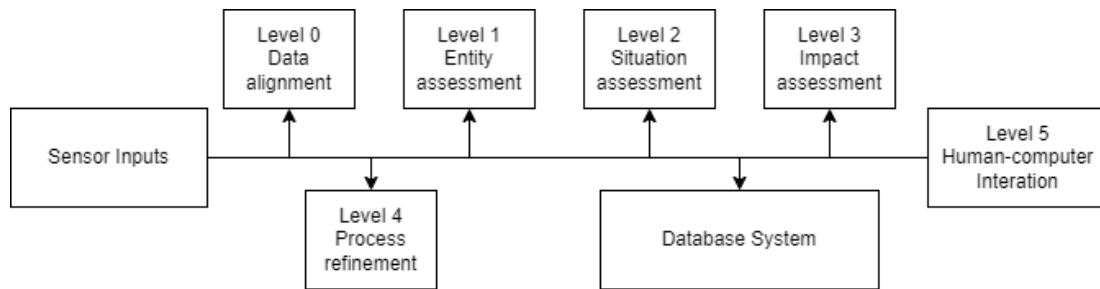 Level 0
Data
alignment
Level 1
Entity
assessment
Level 2
Situation
assessment
Level 3
Impact
assessment
Sensor Inputs
Level 5
Human-computer
Interation
Level 4
Process
refinement
Database System